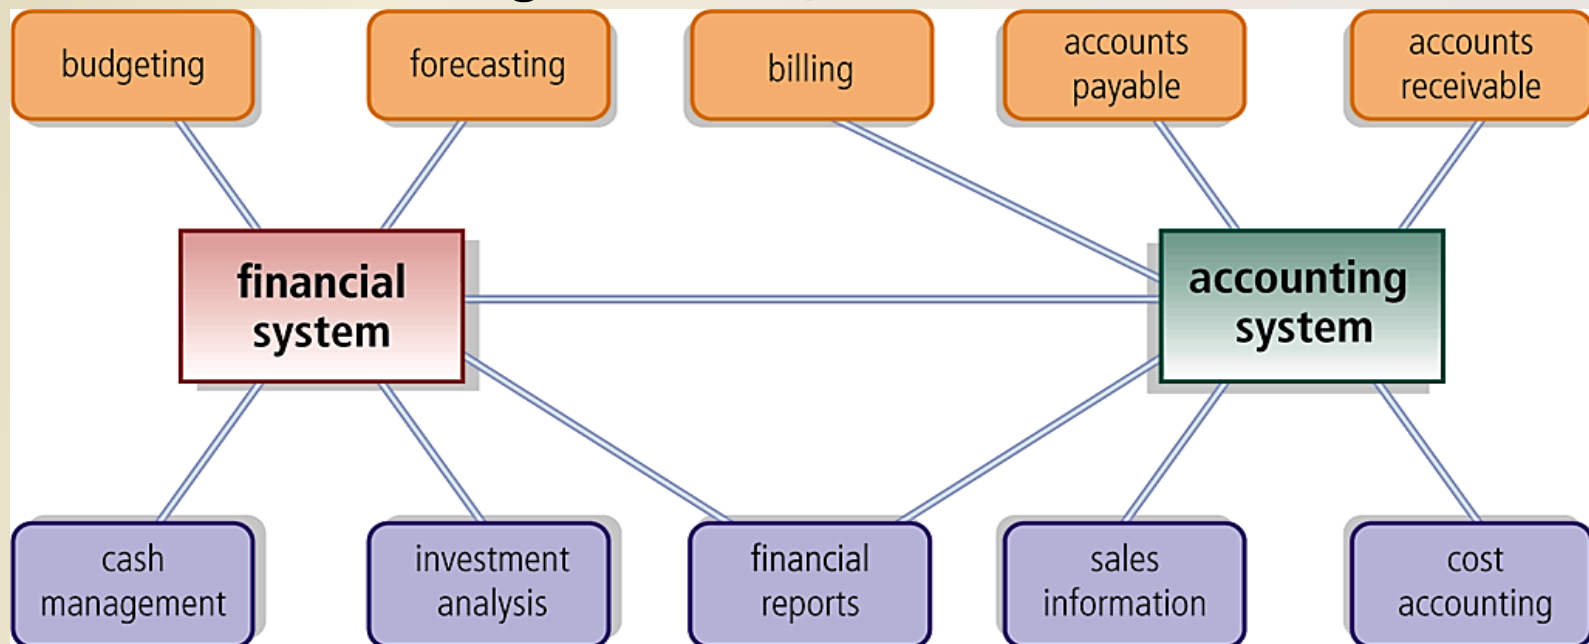 budgeting
forecasting
billing
accounts
payable
accounts
receivable
financial
system
accounting
system
cash
management
investment
analysis
financial
reports
sales
information
cost
accounting